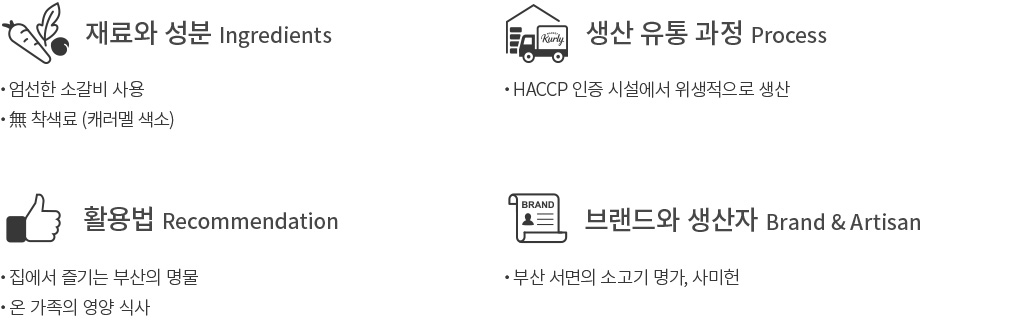 재료와 성분 Ingredients
• 엄선한 소갈비 사용
• 無 착색료 (캐러멜 색소)
Kurly
생산 유통 과정 Process
• HACCP 인증 시설에서 위생적으로 생산
활용법 Recommendation
• 집에서 즐기는 부산의 명물
• 온 가족의 영양 식사
BRAND
브랜드와 생산자 Brand & Artisan
• 부산 서면의 소고기 명가, 사미헌